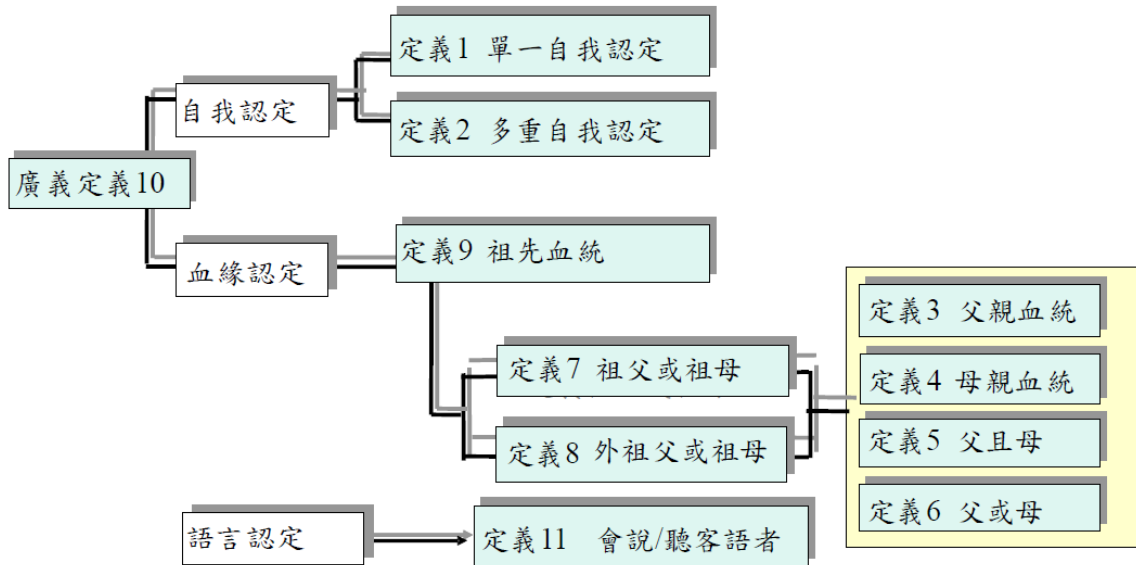 定義1 單一自我認定
自我認定
定義2 多重自我認定
廣義定義10
血緣認定
定義9 祖先血統
定義3 父親血統
定義7 祖父或祖母
定義4 母親血統
定義8 外祖父或祖母
定義5 父且母
定義6 父或母
語言認定
定義11 會說/聽客語者